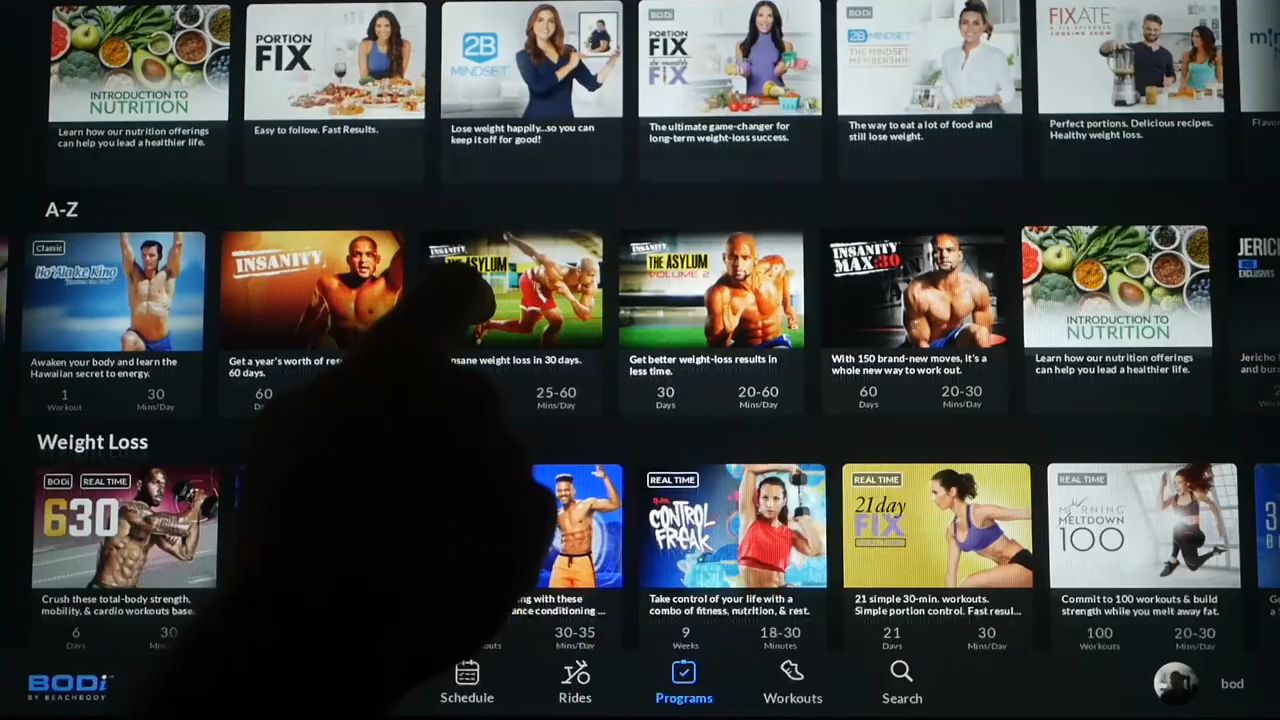 INTRODUCTION TO
NUTRITION
Learn how our nutrition offerings
can help you lead a healthier life.
PORTION
FIX
Easy to follow. Fast Results.
2B
MINDSET
Lose weight happily...so you can
keep it off for good!
BODi
PORTION
FIX
the monthly
FIX
The ultimate game-changer for
long-term weight-loss success.
BODi
2B MINDSET
THE MINDSET
MEMBERSHIP
The way to eat a lot of food and
still lose weight.
FIXATE
COOKING SHOW
Perfect portions. Delicious recipes.
Healthy weight loss.
A-Z
Classic
Ho'Ala ke Kino
Awaken your body and learn the
Hawaiian secret to energy.
1
Workout
30
Mins/Day
INSANITY
Get a year's worth of
60 days.
60
INSANITY
THE ASYLUM
weight loss in 30 days.
25-60
Mins/Day
INSANITY
THE ASYLUM
VOLUME 2
Get better weight-loss results in
less time.
30
Days
20-60
Mins/Day
INSANITY
MAX:30
With 150 brand-new moves, it's a
whole new way to work out.
60
Days
20-30
Mins/Day
INTRODUCTION TO
NUTRITION
Learn how our nutrition offerings
can help you lead a healthier life.
EXCLUSIVES
Jericho
Weight Loss
BODi REAL TIME
630
Crush these total-body strength,
mobility, & cardio workouts base.
6
Days
30
with these
conditioning ...
30-35
Mins/Day
REAL TIME
CONTROL
FREAK
Take control of your life with a
combo of fitness, nutrition, & rest.
9
Weeks
18-30
Minutes
REAL TIME
21 day
FIX
21 simple 30-min. workouts.
Simple portion control. Fast resul...
21
Days
30
Mins/Day
REAL TIME
MORNING
MELTDOWN
100
Commit to 100 workouts & build
strength while you melt away fat.
100
Workouts
20-30
Mins/Day
BODi
BY BEACHBODY
Schedule
Rides
Programs
Workouts
Search
bod